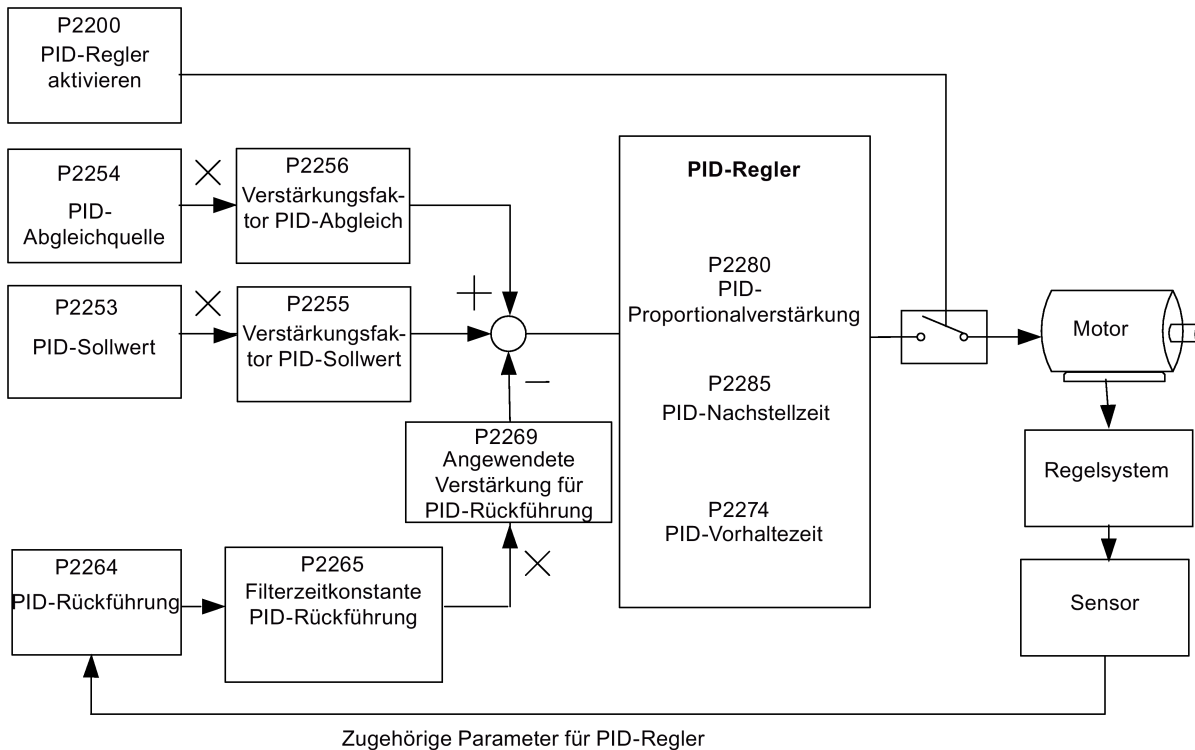 P2200
PID-Regler
aktivieren
P2254
PID-
Abgleichquelle
P2256
Verstärkungsfak-
tor PID-Abgleich
P2253
PID-Sollwert
P2255
Verstärkungsfak-
tor PID-Sollwert
P2269
Angewendete
Verstärkung für
PID-Rückführung
P2264
PID-Rückführung
P2265
Filterzeitkonstante
PID-Rückführung
PID-Regler
P2280
PID-
Proportionalverstärkung
P2285
PID-Nachstellzeit
P2274
PID-Vorhaltezeit
Motor
Regelsystem
Sensor
Zugehörige Parameter für PID-Regler